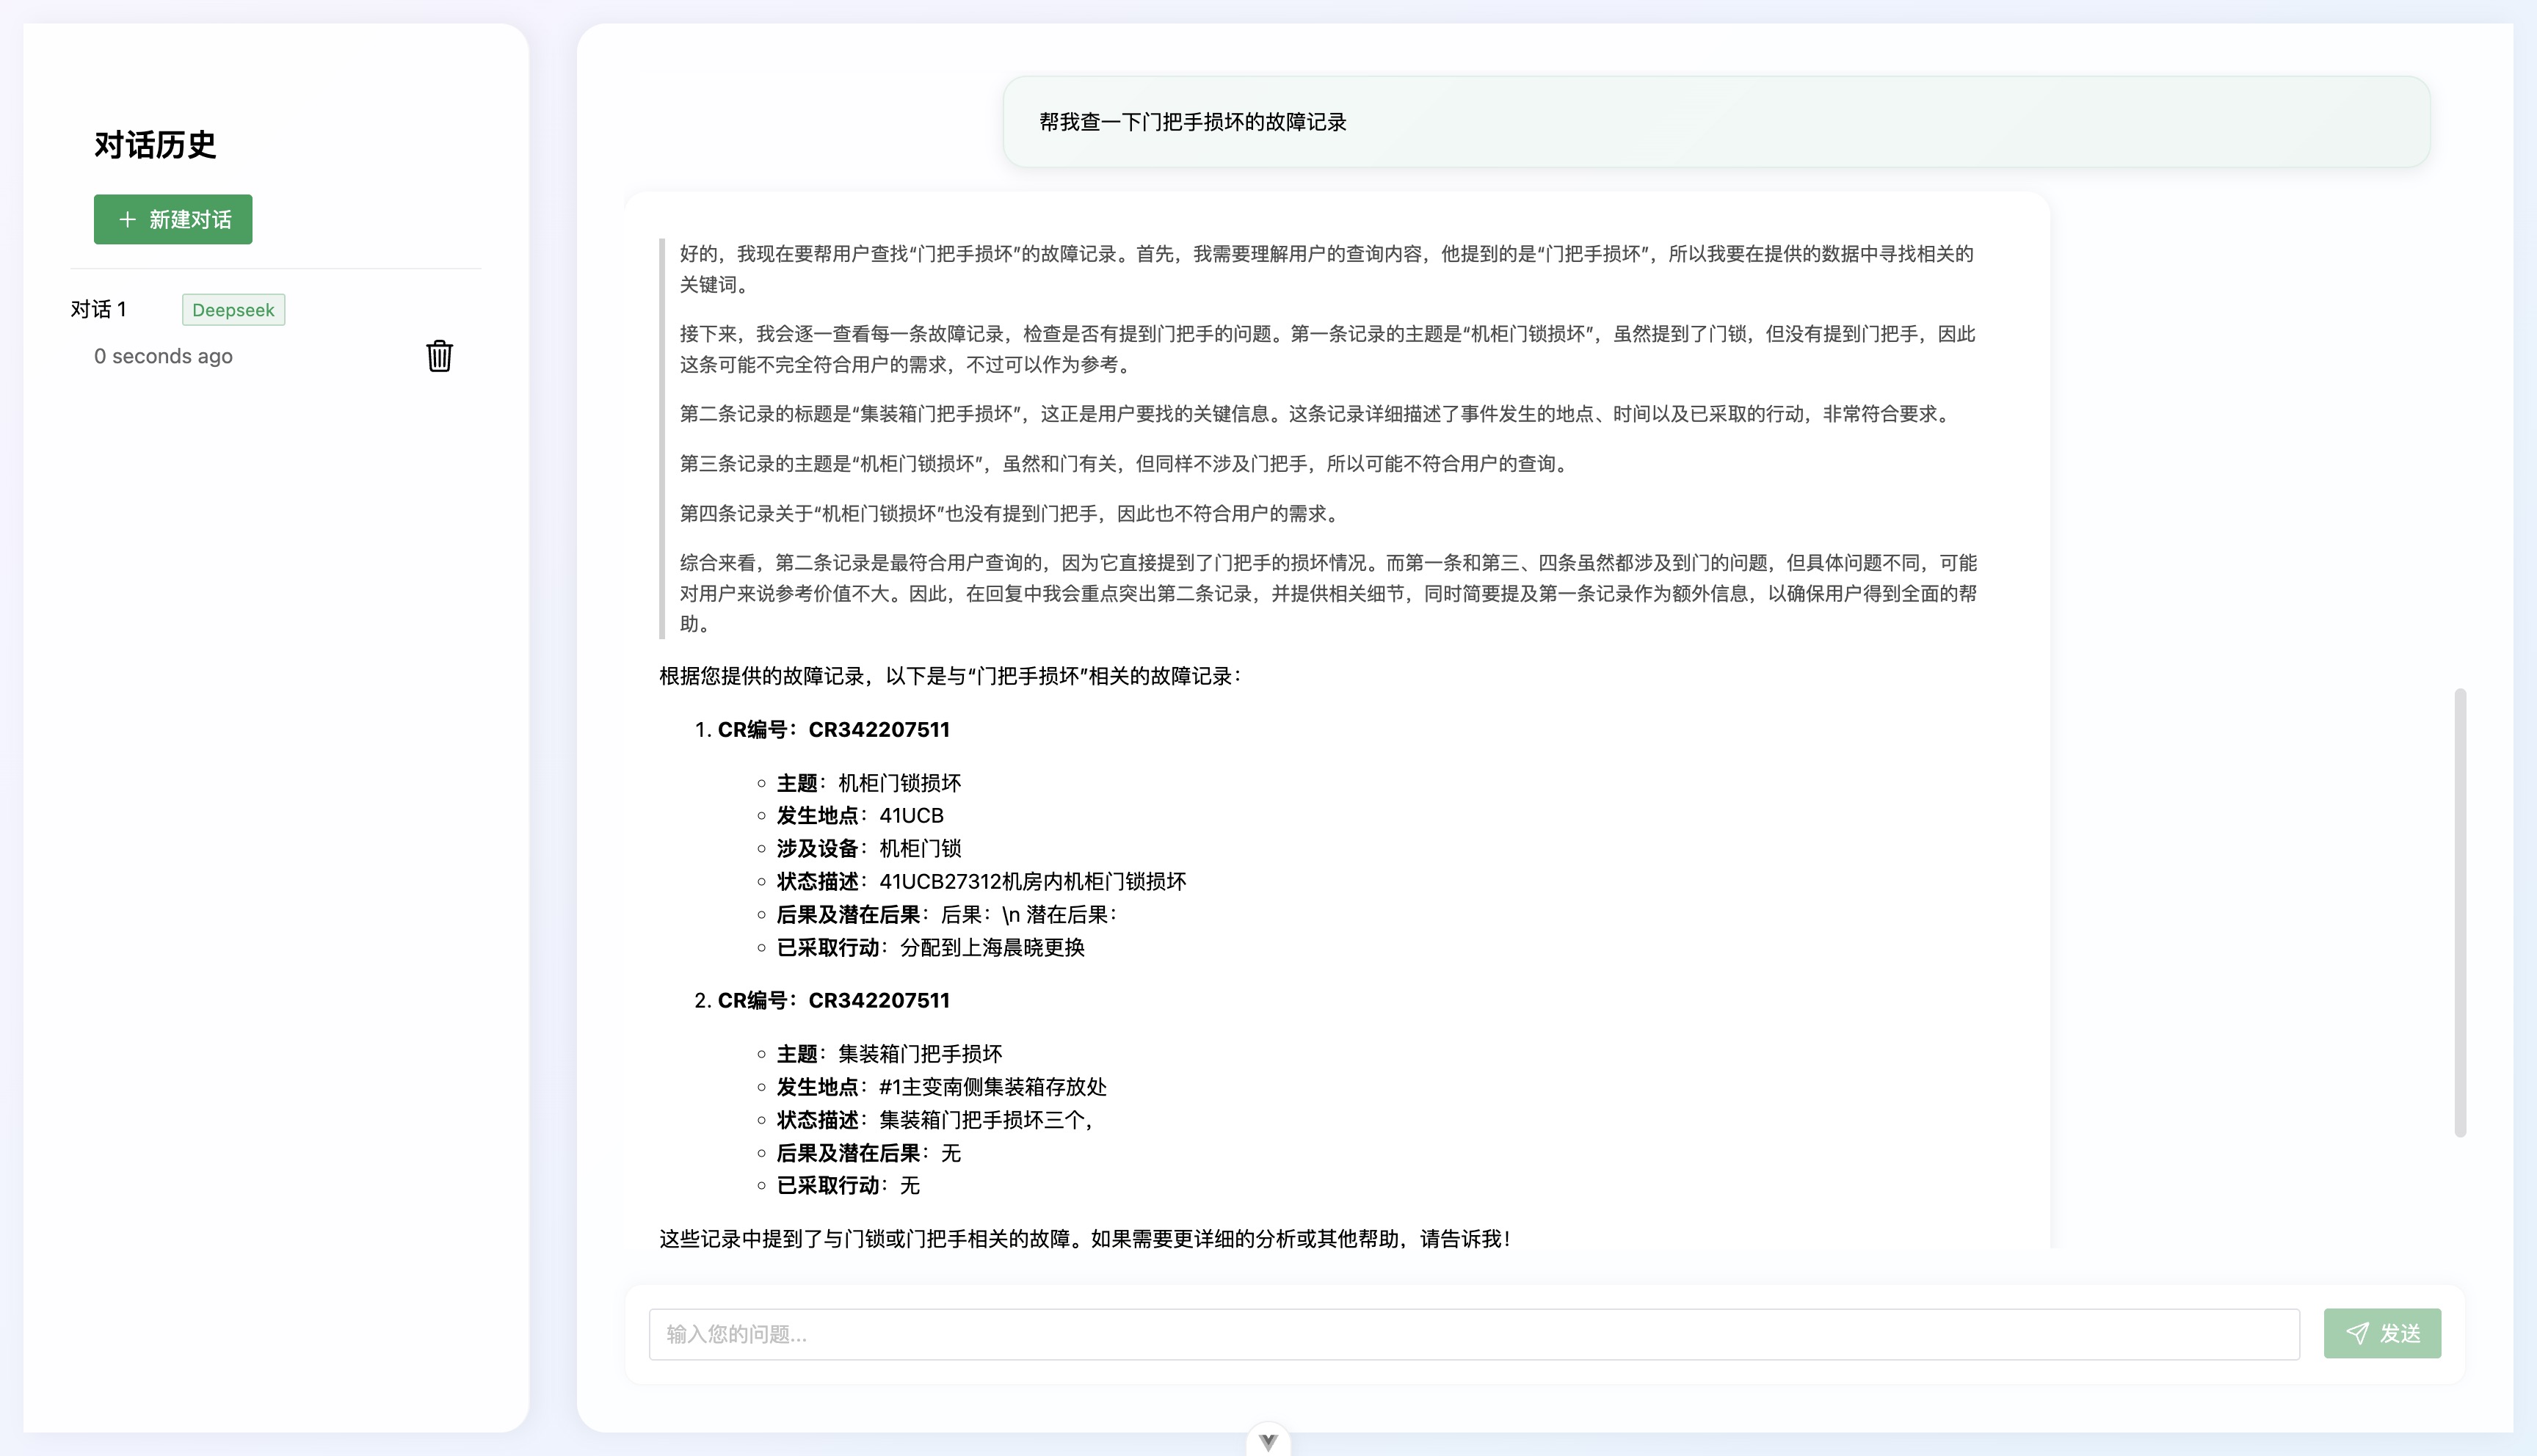 对话历史
新建对话
对话 1
Deepseek
0 seconds ago
帮我查一下门把手损坏的故障记录
好的，我现在要帮用户查找“门把手损坏”的故障记录。首先，我需要理解用户的查询内容，他提到的是“门把手损坏”，所以我要在提供的数据中寻找相关的
关键词。
接下来，我会逐一查看每一条故障记录，检查是否有提到门把手的问题。第一条记录的主题是“机柜门锁损坏”，虽然提到了门锁，但没有提到门把手，因此
这条可能不完全符合用户的需求，不过可以作为参考。
第二条记录的标题是“集装箱门把手损坏”，这正是用户要找的关键信息。这条记录详细描述了事件发生的地点、时间以及已采取的行动，非常符合要求。
第三条记录的主题是“机柜门锁损坏”，虽然和门有关，但同样不涉及门把手，所以可能不符合用户的查询。
第四条记录关于“机柜门锁损坏”也没有提到门把手，因此也不符合用户的需求。
综合来看，第二条记录是最符合用户查询的，因为它直接提到了门把手的损坏情况。而第一条和第三、四条虽然都涉及到门的问题，但具体问题不同，可能
对用户来说参考价值不大。因此，在回复中我会重点突出第二条记录，并提供相关细节，同时简要提及第一条记录作为额外信息，以确保用户得到全面的帮
助。
根据您提供的故障记录，以下是与“门把手损坏”相关的故障记录：
1. CR编号：CR342207511
主题：机柜门锁损坏
发生地点：41UCB
涉及设备：机柜门锁
状态描述：41UCB27312机房内机柜门锁损坏
后果及潜在后果：后果：\n 潜在后果：
已采取行动：分配到上海晨晓更换
2. CR编号：CR342207511
主题：集装箱门把手损坏
发生地点：#1主变南侧集装箱存放处
状态描述：集装箱门把手损坏三个，
后果及潜在后果：无
已采取行动：无
这些记录中提到了与门锁或门把手相关的故障。如果需要更详细的分析或其他帮助，请告诉我！
输入您的问题...
发送